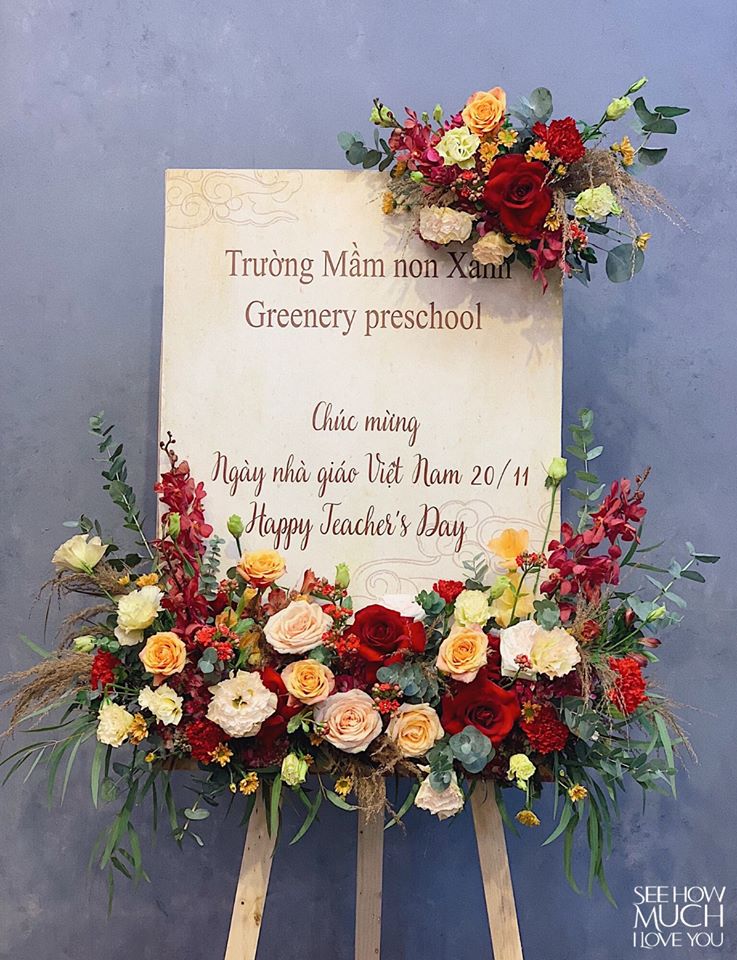 Trường Mầm non Xanh
Greenery preschool
Chúc mừng
Ngày nhà giáo Việt Nam 20/11
Happy Teacher's Day
SEE HOW
MUCH
I LOVE YOU